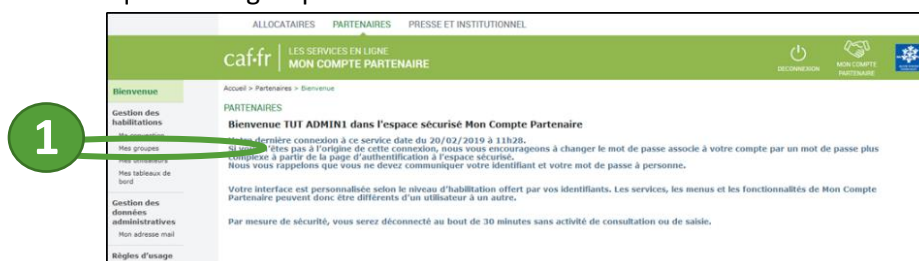 ALLOCATAIRES PARTENAIRES PRESSE ET INSTITUTIONNEL
caf.fr LES SERVICES EN LIGNE
MON COMPTE PARTENAIRE
DECONNEXION
MON COMPTE
PARTENAIRE
Bienvenue
Gestion des
habilitations
Mes groupes
Mes tableaux de
bord
Gestion des
données
administratives
Mon adresse mail
Règles d'usage
1
Accueil > Partenaires > Bienvenue
PARTENAIRES
Bienvenue TUT ADMIN1 dans l'espace sécurisé Mon Compte Partenaire
dernière connexion à ce service date du 20/02/2019 à 11h28.
Si vous n'êtes pas à l'origine de cette connexion, nous vous encourageons à changer le mot de passe associé à votre compte par un mot de passe plus
complexe à partir de la page d'authentification à l'espace sécurisé.
Nous vous rappelons que vous ne devez communiquer votre identifiant et votre mot de passe à personne.
Votre interface est personnalisée selon le niveau d'habilitation offert par vos identifiants. Les services, les menus et les fonctionnalités de Mon Compte
Partenaire peuvent donc être différents d'un utilisateur à un autre.
Par mesure de sécurité, vous serez déconnecté au bout de 30 minutes sans activité de consultation ou de saisie.